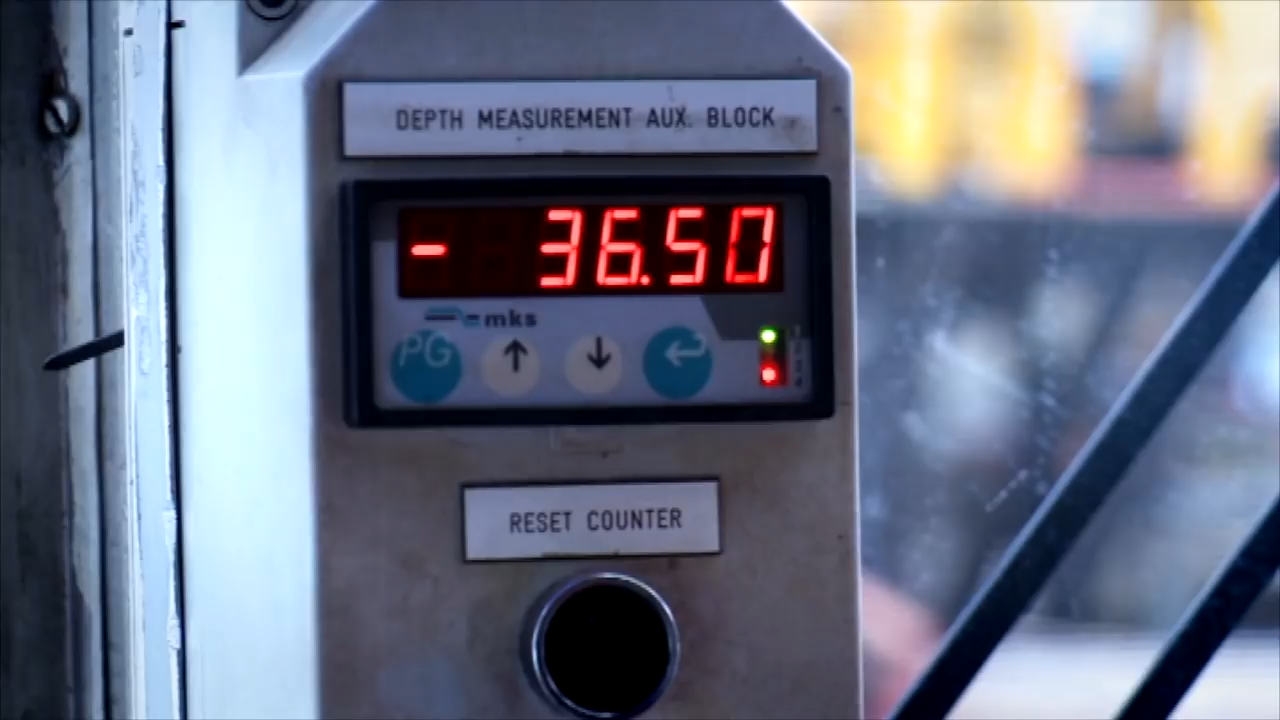 DEPTH MEASUREMENT AUX. BLOCK
- 36.50
mks
PG
RESET COUNTER